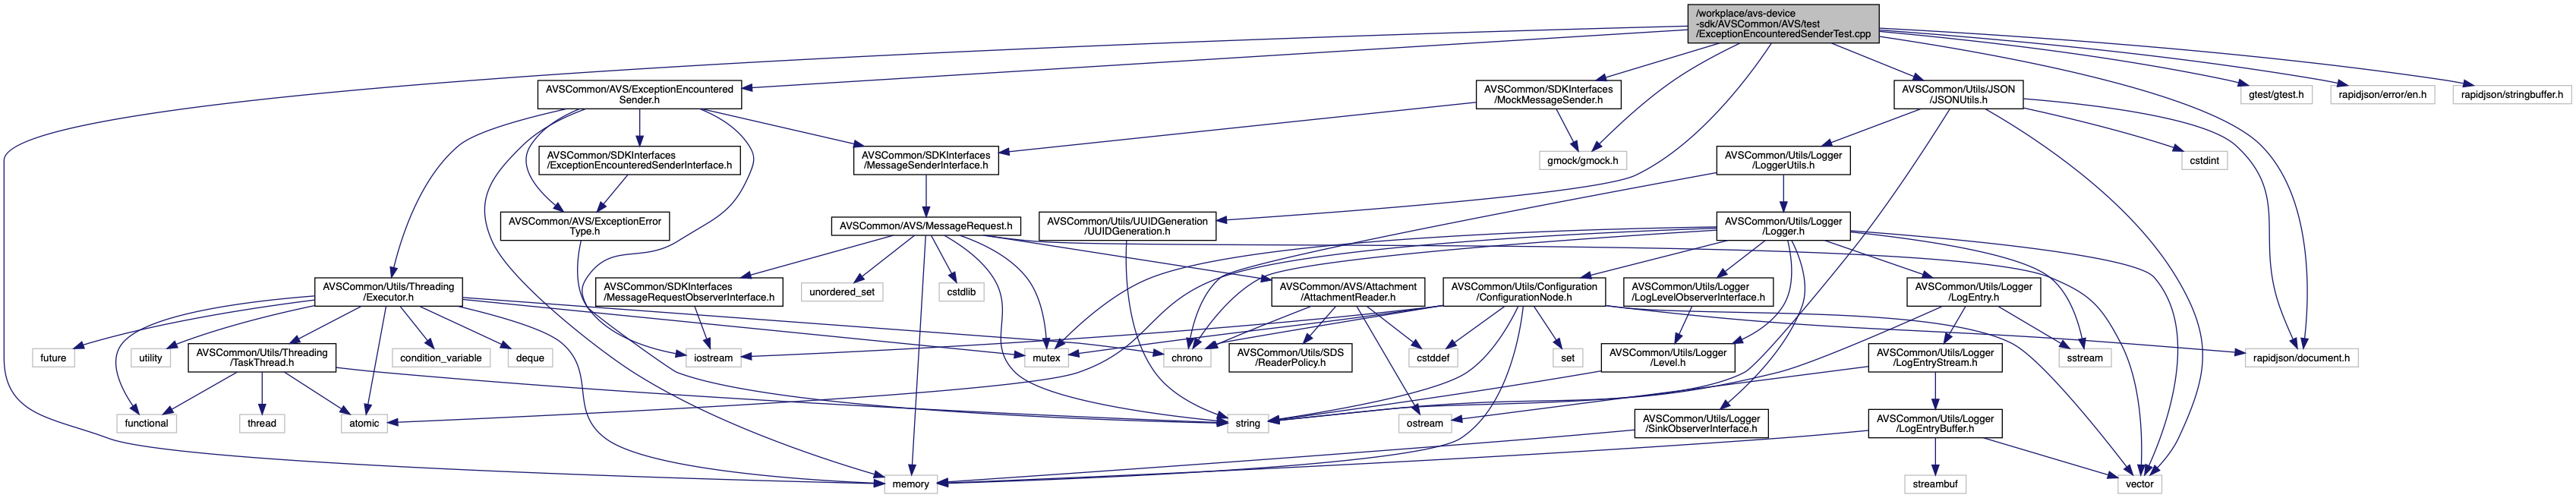 /workplace/avs-device
-sdk/AVSCommon/AVS/test
/ExceptionEncounteredSenderTest.cpp
AVSCommon/AVS/ExceptionEncountered
Sender.h
AVSCommon/SDKInterfaces
/MockMessageSender.h
AVSCommon/Utils/JSON
/JSONUtils.h
gtest/gtest.h
rapidjson/error/en.h
rapidjson/stringbuffer.h
AVSCommon/SDKInterfaces
/ExceptionEncounteredSenderInterface.h
AVSCommon/SDKInterfaces
/MessageSenderInterface.h
gmock/gmock.h
AVSCommon/Utils/Logger
/LoggerUtils.h
cstdint
AVSCommon/AVS/ExceptionError
Type.h
AVSCommon/AVS/MessageRequest.h
AVSCommon/Utils/UUIDGeneration
/UUIDGeneration.h
AVSCommon/Utils/Logger
/Logger.h
AVSCommon/Utils/Threading
/Executor.h
AVSCommon/SDKInterfaces
/MessageRequestObserverInterface.h
unordered_set
cstdlib
AVSCommon/AVS/Attachment
/AttachmentReader.h
AVSCommon/Utils/Configuration
/ConfigurationNode.h
AVSCommon/Utils/Logger
/LogLevelObserverInterface.h
AVSCommon/Utils/Logger
/LogEntry.h
future
utility
AVSCommon/Utils/Threading
/TaskThread.h
condition_variable
deque
iostream
mutex
chrono
AVSCommon/Utils/SDS
/ReaderPolicy.h
cstddef
set
AVSCommon/Utils/Logger
/Level.h
AVSCommon/Utils/Logger
/LogEntryStream.h
sstream
rapidjson/document.h
functional
thread
atomic
string
ostream
AVSCommon/Utils/Logger
/SinkObserverInterface.h
AVSCommon/Utils/Logger
/LogEntryBuffer.h
memory
streambuf
vector